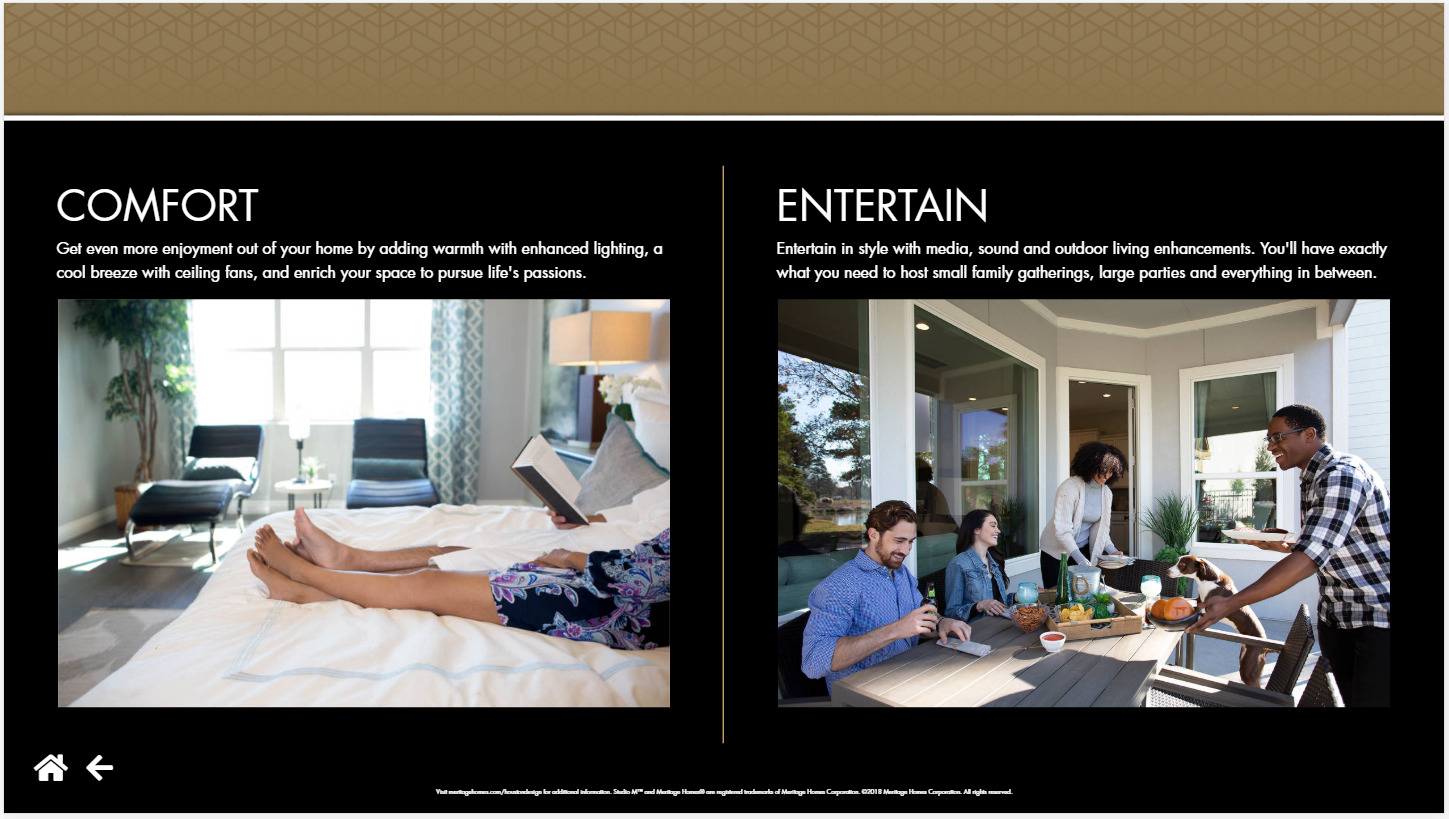 COMFORT
Get even more enjoyment out of your home by adding warmth with enhanced lighting, a
cool breeze with ceiling fans, and enrich your space to pursue life's passions.
ENTERTAIN
Entertain in style with media, sound and outdoor living enhancements. You'll have exactly
what you need to host small family gatherings, large parties and everything in between.
Visit meritagehomes.com/houstondesign for additional information. Studio M™ and Meritage Homes® are registered trademarks of Meritage Homes Corporation. ©2018 Meritage Homes Corporation. All rights reserved.